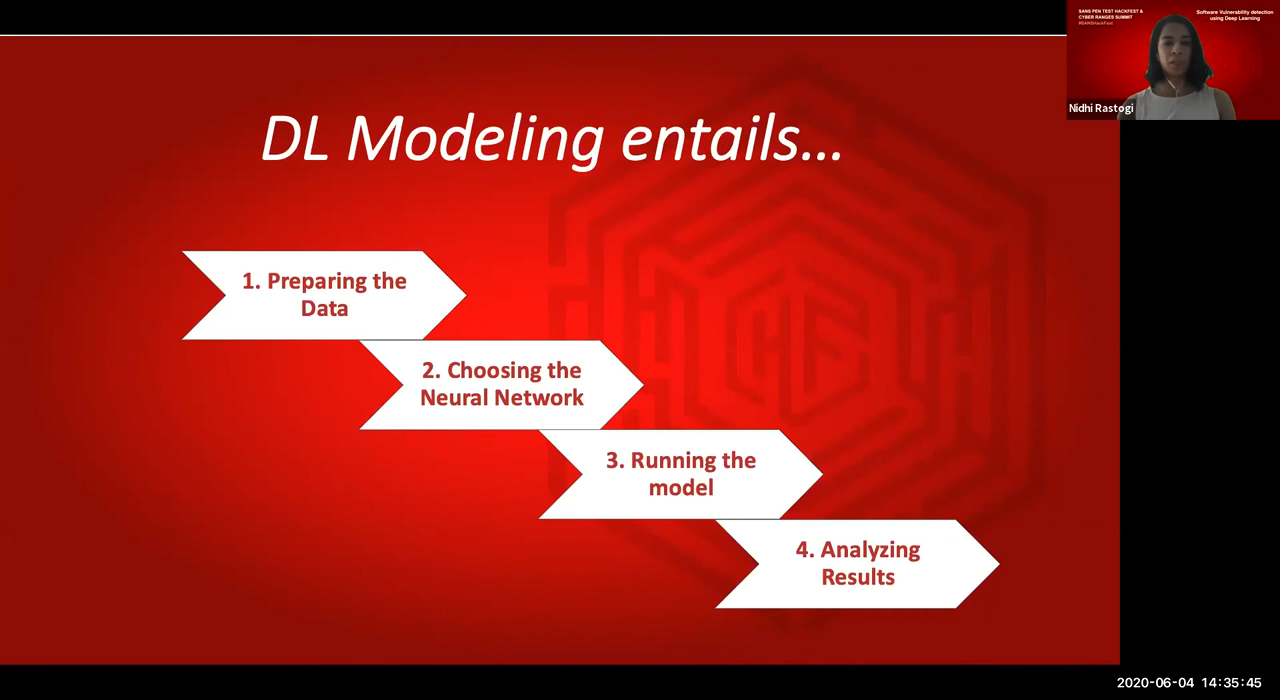 DL Modeling entails...
1. Preparing the
Data
2. Choosing the
Neural Network
3. Running the
model
4. Analyzing
Results
SANS PEN TEST HACKFEST &
CYBER RANGES SUMMIT
#SANSHackFest
Software Vulnerability detection
using Deep Learning
Nidhi Rastogi
HF
2020-06-04 14:35:45